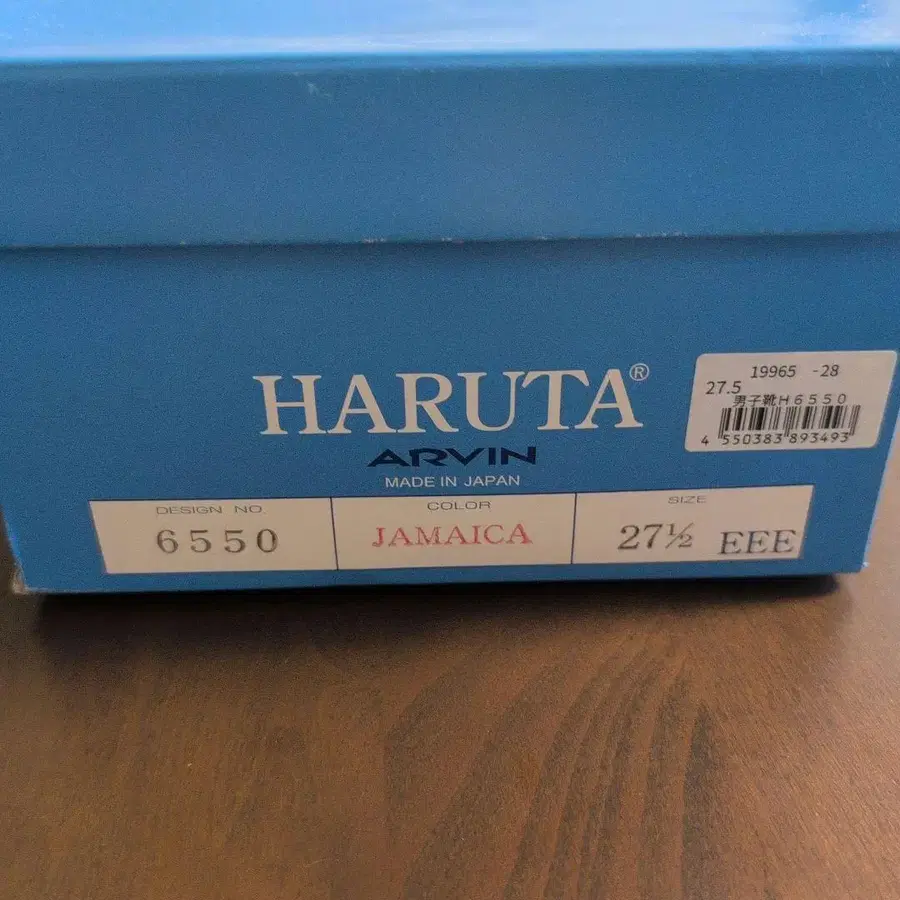 HARUTA®
ARVIN
MADE IN JAPAN
DESIGN NO.
6550
COLOR
JAMAICA
SIZE
27½ EEE
19965 -28
27.5
男子靴H6550
4 550383 893493